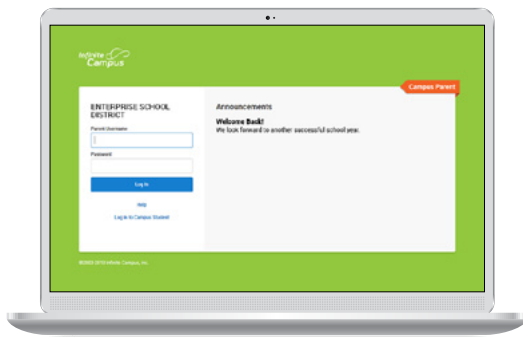 Infinite
Campus
Campus Parent
ENTERPRISE SCHOOL
DISTRICT
Parent Username
Password
Log In
Help
Log in to Campus Student
Announcements
Welcome Back!
We look forward to another successful school year.
Infinite Campus, Inc.